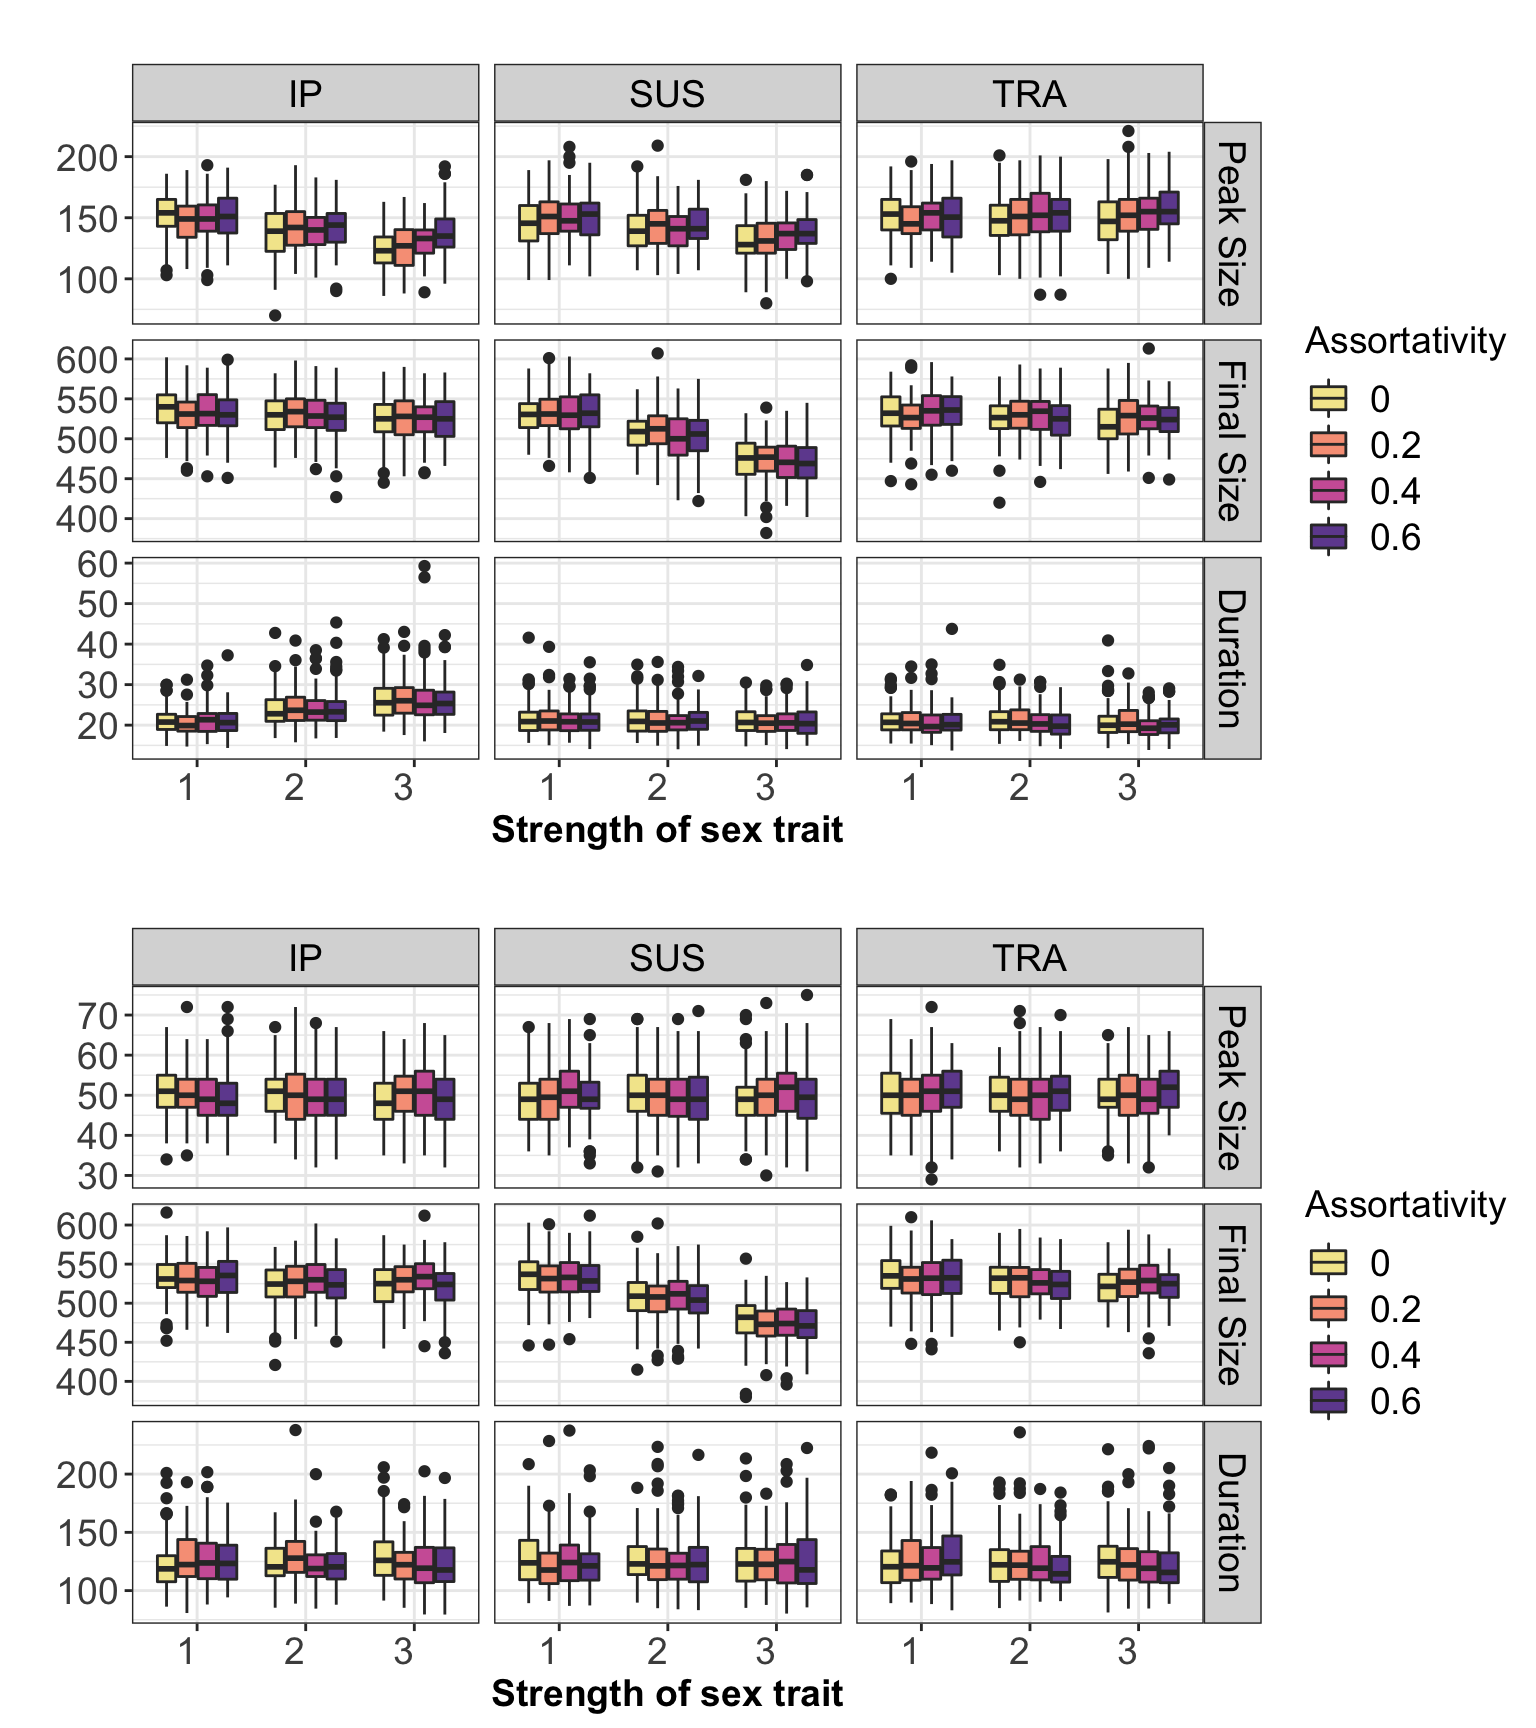 IP SUS TRA
200
150
100
Peak Size
600
550
500
450
400
Final Size
60
50
40
30
20
Duration
1 2 3 1 2 3 1 2 3
Strength of sex trait
Assortativity
0
0.2
0.4
0.6
IP SUS TRA
70
60
50
40
30
Peak Size
600
550
500
450
400
Final Size
200
150
100
Duration
1 2 3 1 2 3 1 2 3
Strength of sex trait
Assortativity
0
0.2
0.4
0.6